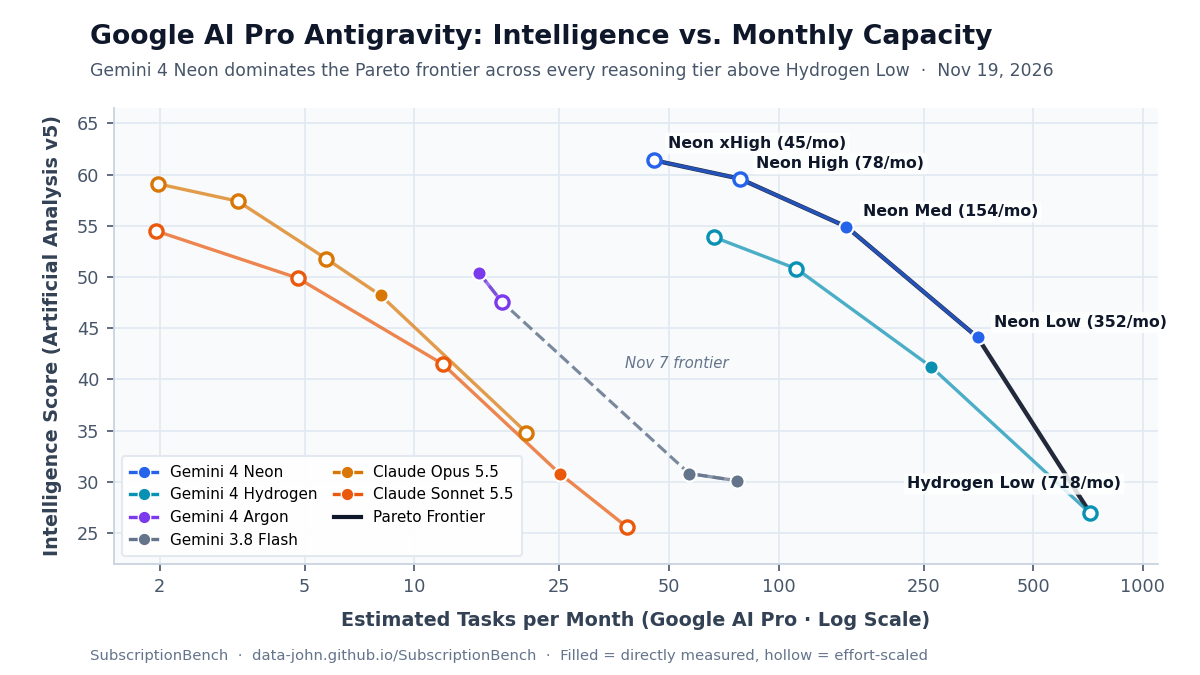 Google AI Pro Antigravity: Intelligence vs. Monthly Capacity
Gemini 4 Neon dominates the Pareto frontier across every reasoning tier above Hydrogen Low · Nov 19, 2026
Intelligence Score (Artificial Analysis v5)
65
60
55
50
45
40
35
30
25
Neon xHigh (45/mo)
Neon High (78/mo)
Neon Med (154/mo)
Neon Low (352/mo)
Nov 7 frontier
Hydrogen Low (718/mo)
Gemini 4 Neon
Gemini 4 Hydrogen
Gemini 4 Argon
Gemini 3.8 Flash
Claude Opus 5.5
Claude Sonnet 5.5
Pareto Frontier
2 5 10 25 50 100 250 500 1000
Estimated Tasks per Month (Google AI Pro · Log Scale)
SubscriptionBench · data-john.github.io/SubscriptionBench · Filled = directly measured, hollow = effort-scaled